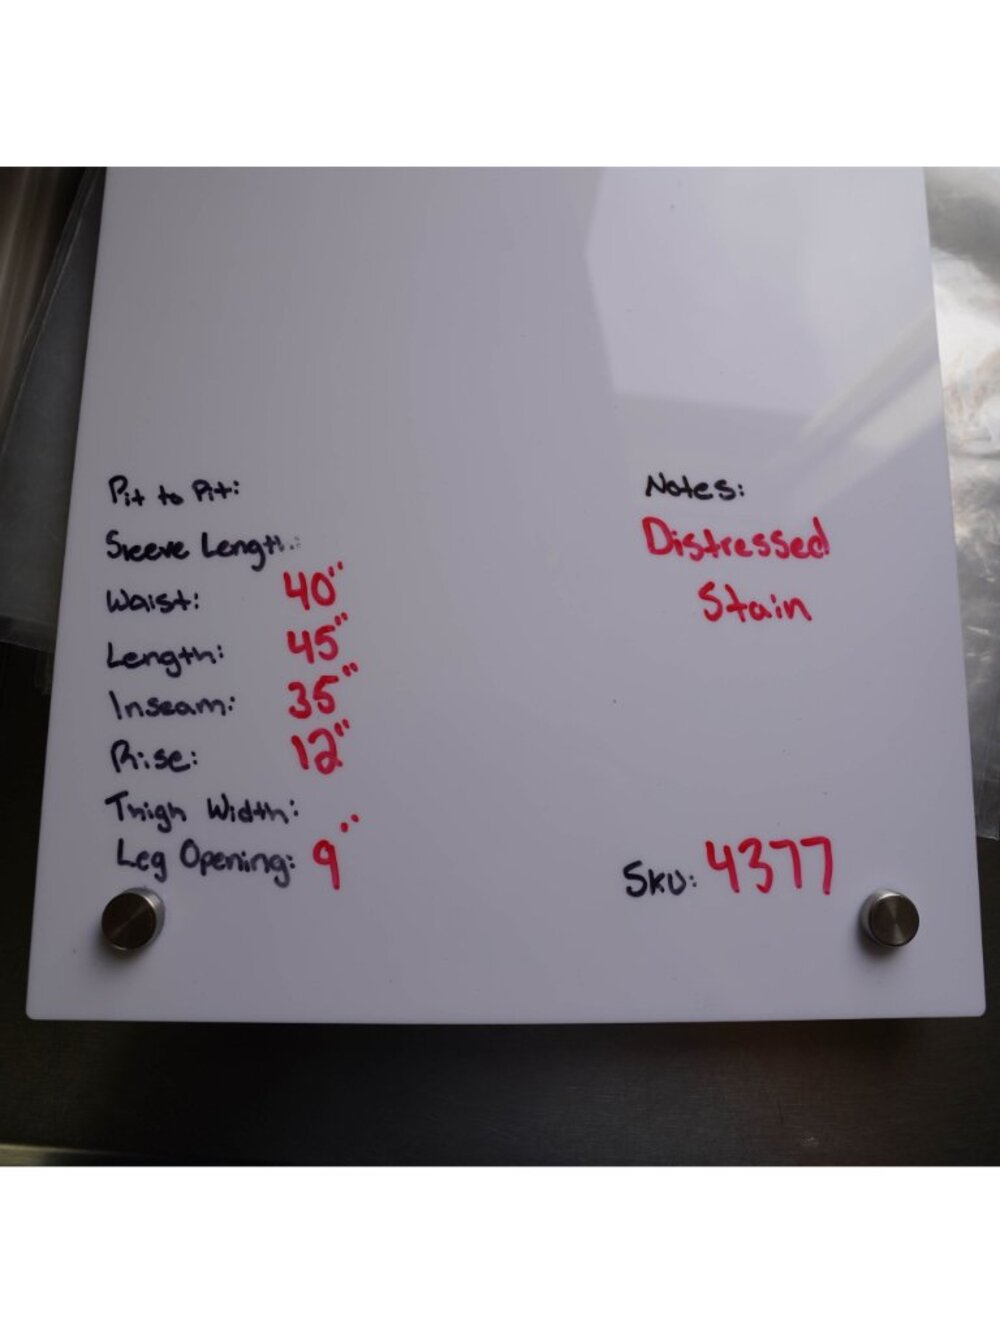 Pit to Pit:
Sleeve Length:
Waist: 40"
Length: 45"
Inseam: 35"
Rise: 12"
Thigh Width:
Leg Opening: 9"
Notes:
Distressed
Stain
SKU: 4377